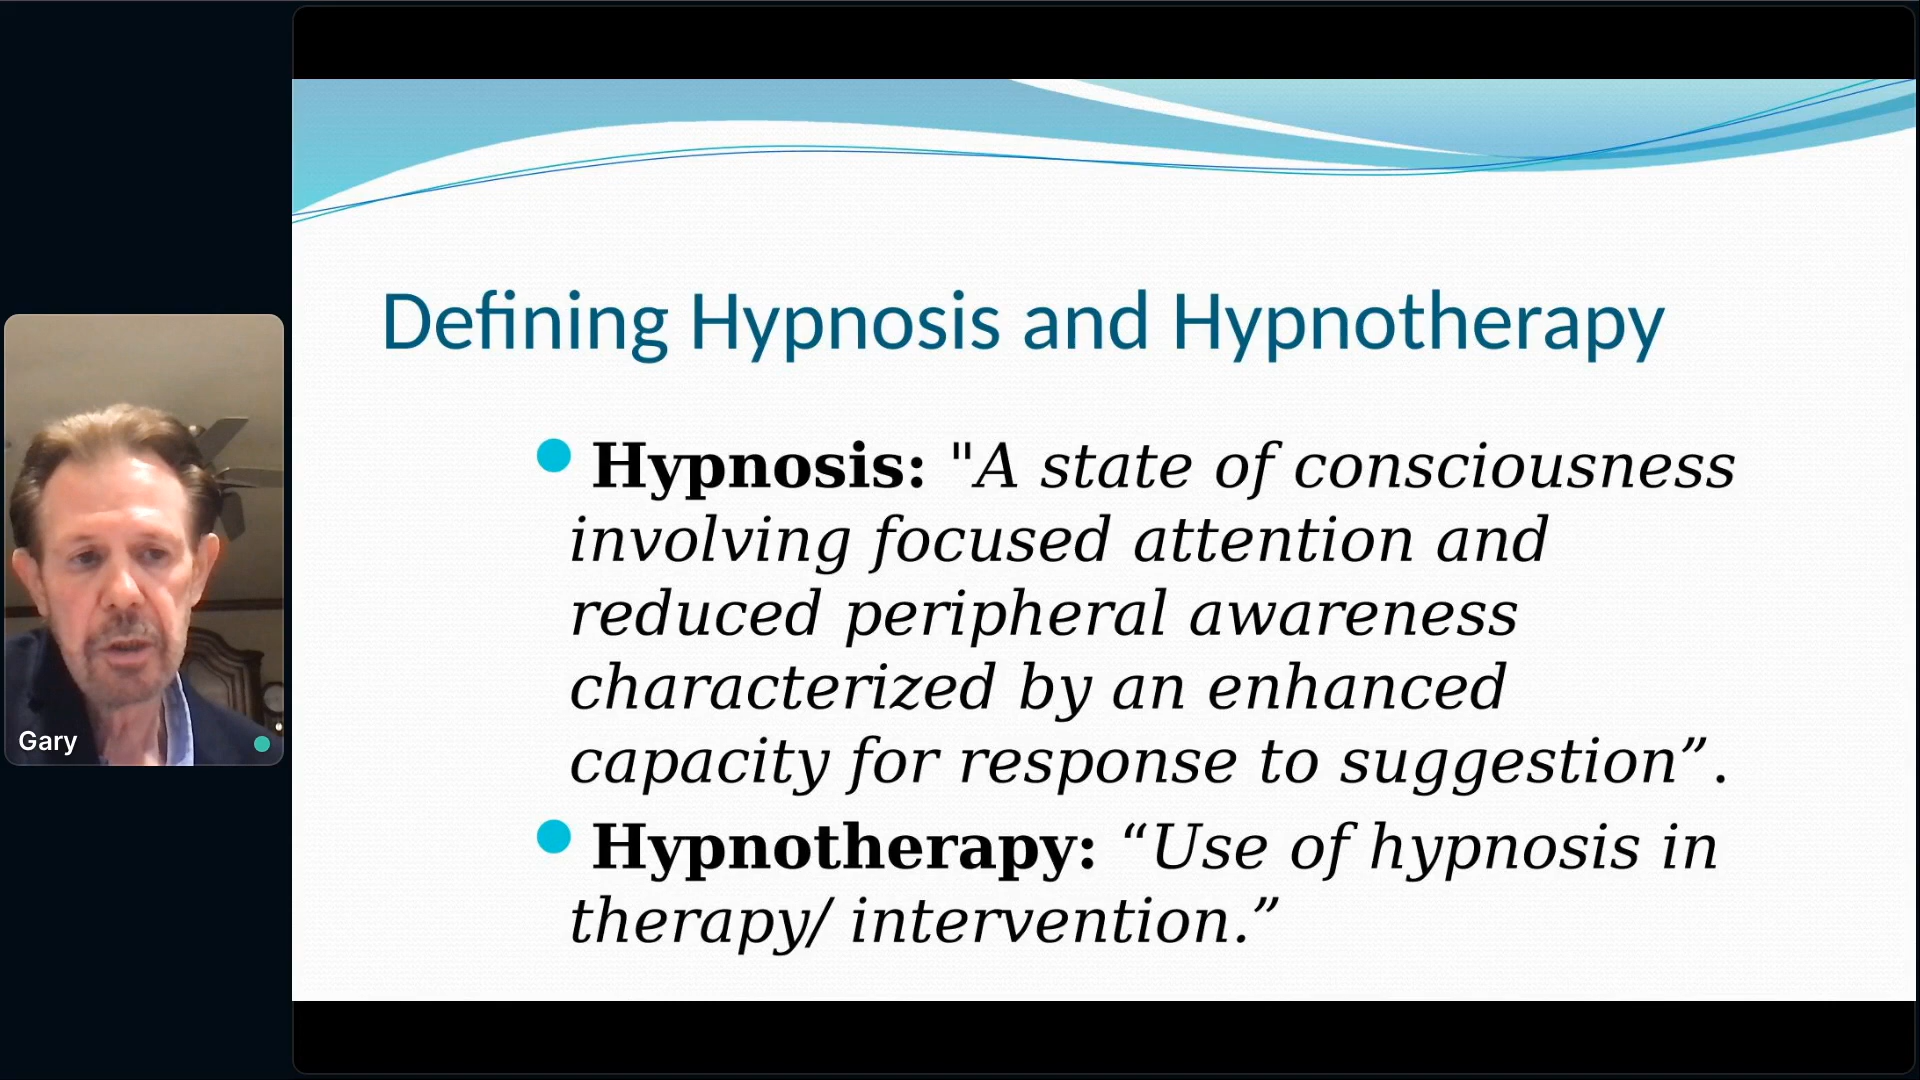 Defining Hypnosis and Hypnotherapy
Hypnosis: "A state of consciousness
involving focused attention and
reduced peripheral awareness
characterized by an enhanced
capacity for response to suggestion”.
Hypnotherapy: “Use of hypnosis in
therapy/ intervention.”
Gary